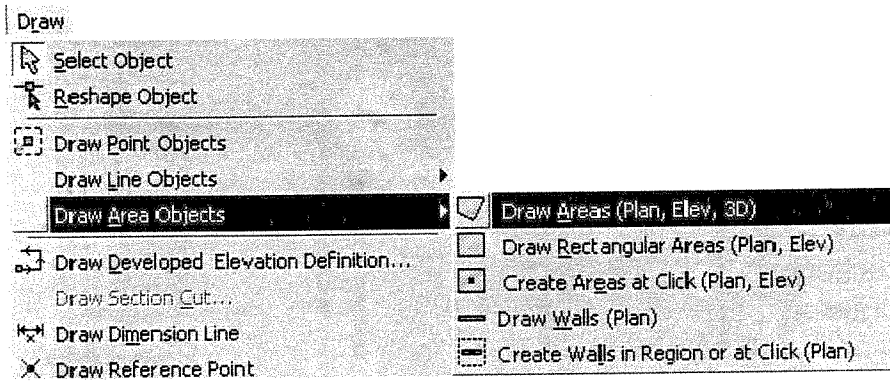 Draw
Select Object
Reshape Object
Draw Point Objects
Draw Line Objects
Draw Area Objects
Draw Developed Elevation Definition...
Draw Section Cut...
Draw Dimension Line
Draw Reference Point
Draw Areas (Plan, Elev, 3D)
Draw Rectangular Areas (Plan, Elev)
Create Areas at Click (Plan, Elev)
Draw Walls (Plan)
Create Walls in Region or at Click (Plan)